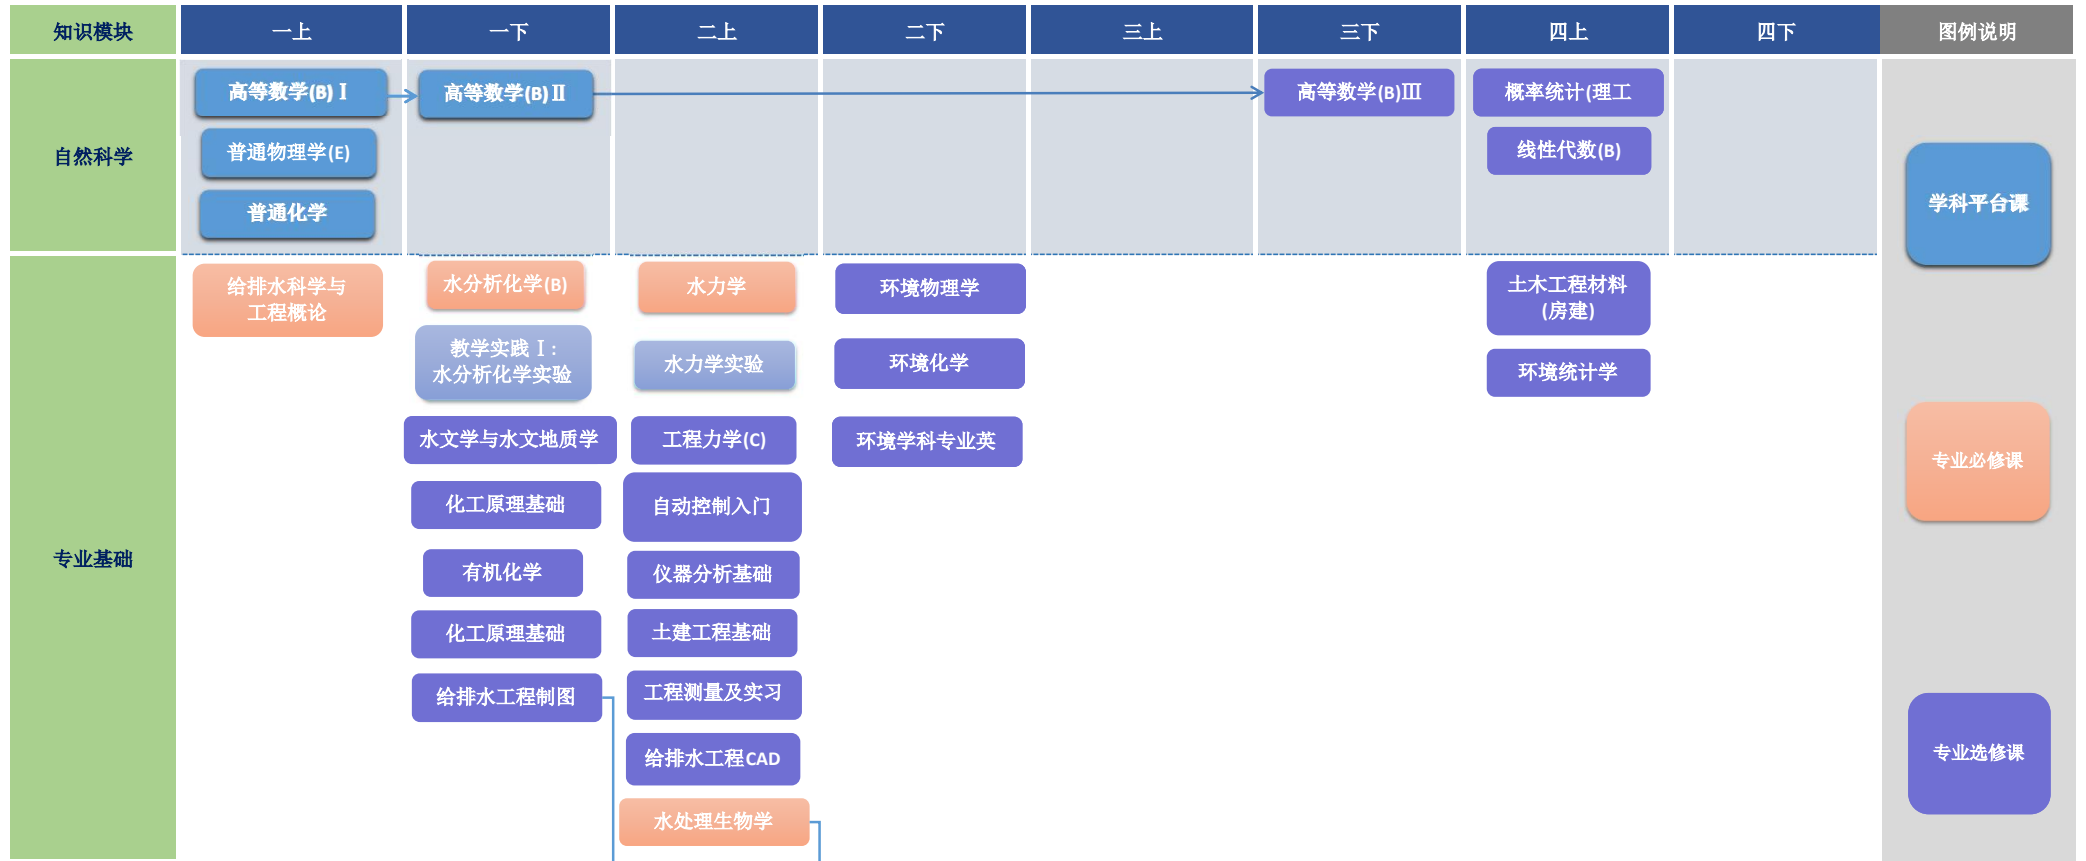 知识模块
一上
一下
二上
二下
三上
三下
四上
四下
图例说明
自然科学
高等数学(B)Ⅰ
高等数学(B)Ⅱ
高等数学(B)Ⅲ
概率统计(理工
普通物理学(E)
线性代数(B)
普通化学
专业基础
给排水科学与
工程概论
水分析化学(B)
教学实践Ⅰ:
水分析化学实验
水文学与水文地质学
化工原理基础
有机化学
化工原理基础
给排水工程制图
水力学
水力学实验
工程力学(C)
自动控制入门
仪器分析基础
土建工程基础
工程测量及实习
给排水工程CAD
水处理生物学
环境物理学
环境化学
环境学科专业英
土木工程材料
(房建)
环境统计学
学科平台课
专业必修课
专业选修课